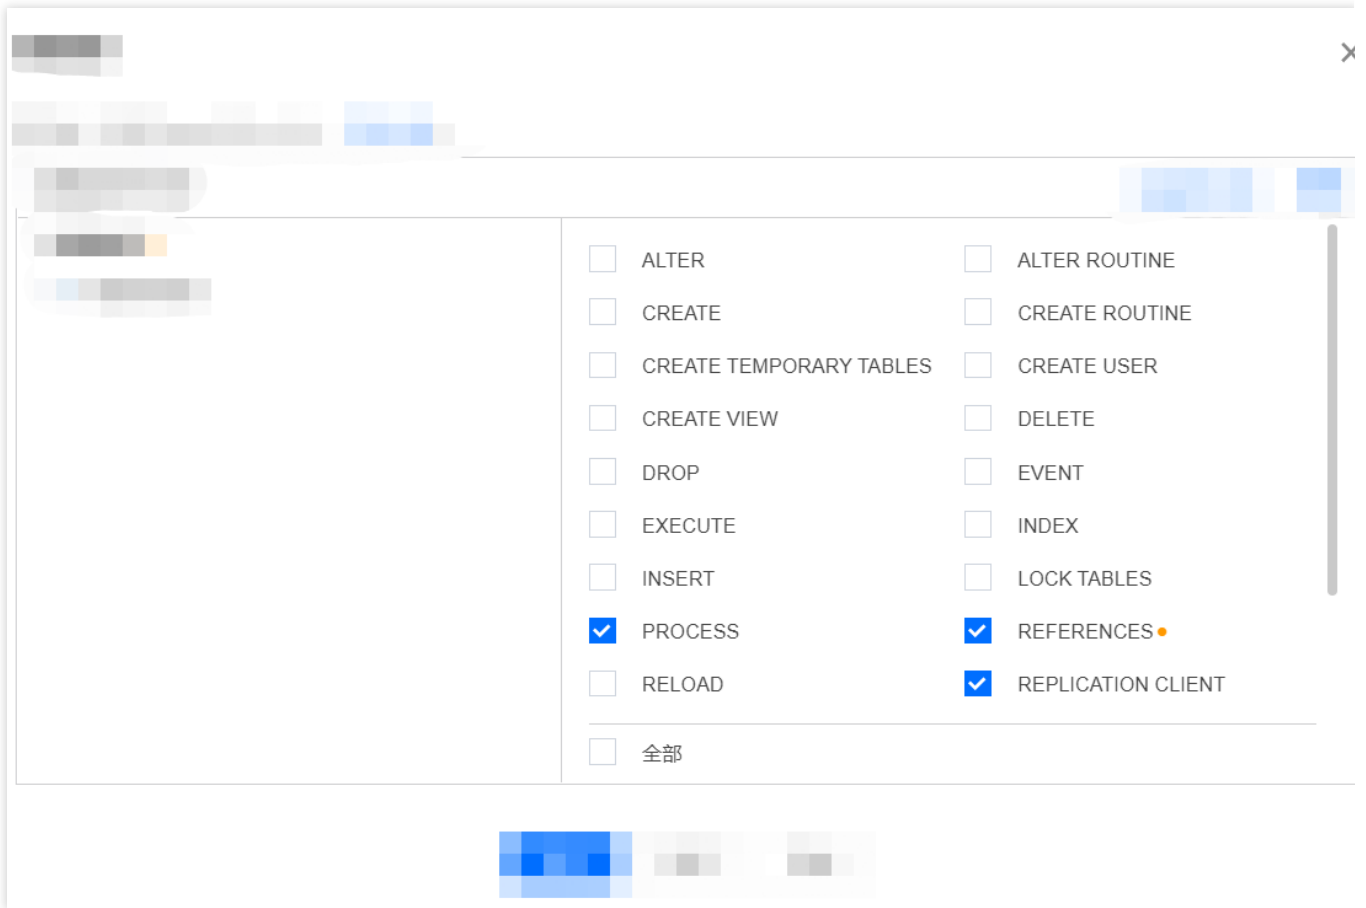 ALTER ALTER ROUTINE
CREATE CREATE ROUTINE
CREATE TEMPORARY TABLES CREATE USER
CREATE VIEW DELETE
DROP EVENT
EXECUTE INDEX
INSERT LOCK TABLES
PROCESS REFERENCES
RELOAD REPLICATION CLIENT
全部